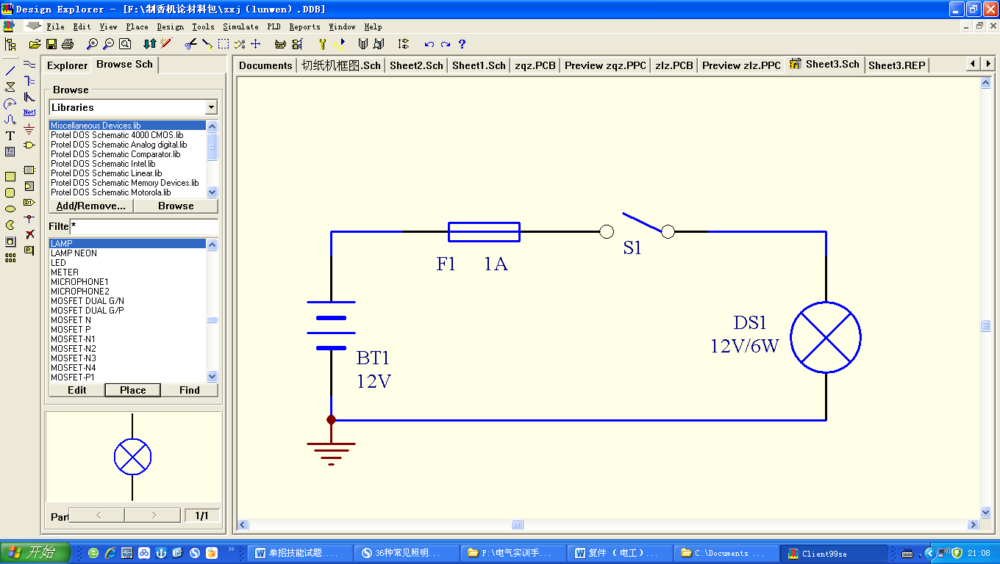 Design Explorer - [F:\制香机论材料包\zxj（lunwen）.DDB]
File Edit View Place Design Tools Simulate PLD Reports Window Help
Explorer Browse Sch
Documents 切纸机框图.Sch Sheet2.Sch Sheet1.Sch zqz.PCB Preview zqz.PPC zlz.PCB Preview zlz.PPC Sheet3.Sch Sheet3.REP
Browse
Libraries
Miscellaneous Devices.lib
Protel DOS Schematic 4000 CMOS.lib
Protel DOS Schematic Analog digital.lib
Protel DOS Schematic Comparator.lib
Protel DOS Schematic Intel.lib
Protel DOS Schematic Linear.lib
Protel DOS Schematic Memory Devices.lib
Protel DOS Schematic Motorola.lib
Add/Remove... Browse
Filte *
LAMP
LAMP NEON
LED
METER
MICROPHONE1
MICROPHONE2
MOSFET DUAL G/N
MOSFET DUAL G/P
MOSFET N
MOSFET P
MOSFET-N1
MOSFET-N2
MOSFET-N3
MOSFET-N4
MOSFET-P1
Edit Place Find
Part < > 1/1
Net1
T
D1
P
F1 1A
S1
DS1
12V/6W
BT1
12V
开始 单招技能试题.... 36种常见照明... F:\电气实训手... 复件 （电工）... C:\Documents ... Client99se 21:08